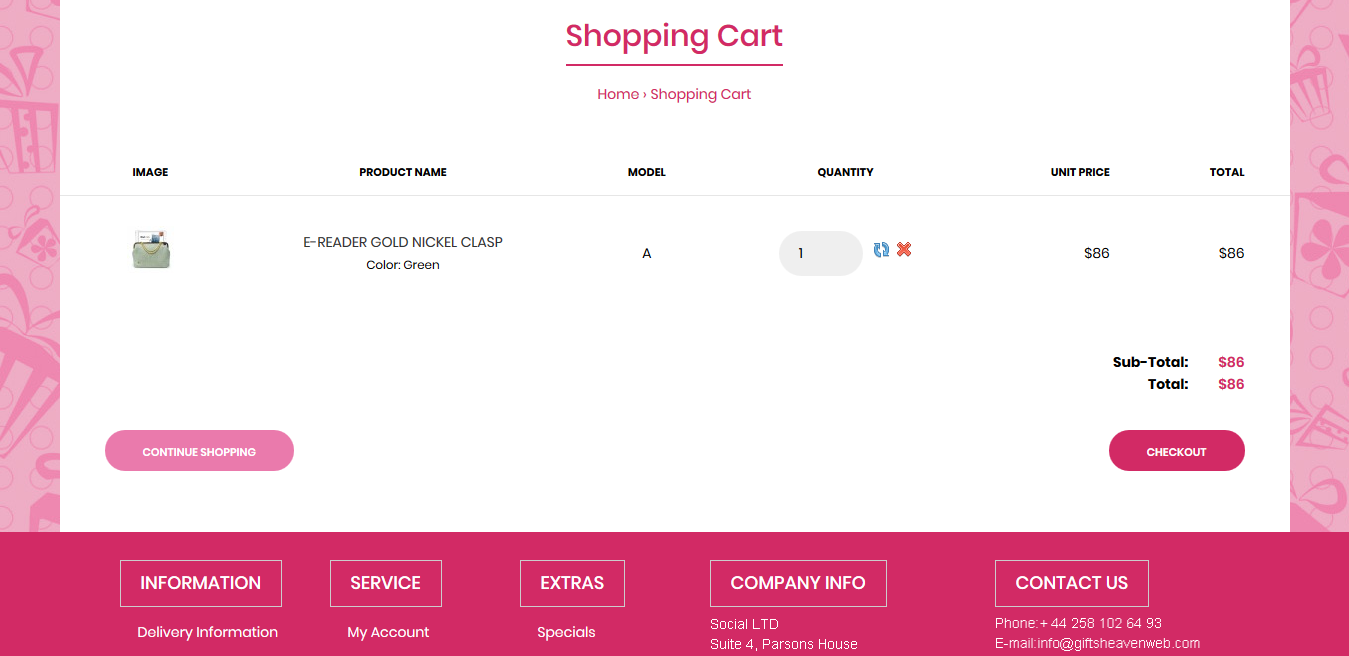 Shopping Cart
Home › Shopping Cart
IMAGE PRODUCT NAME MODEL QUANTITY UNIT PRICE TOTAL
E-READER GOLD NICKEL CLASP
Color: Green
A 1 $86 $86
Sub-Total: $86
Total: $86
CONTINUE SHOPPING CHECKOUT
INFORMATION SERVICE EXTRAS COMPANY INFO CONTACT US
Delivery Information My Account Specials
Social LTD
Suite 4, Parsons House
Phone:+ 44 258 102 64 93
E-mail:info@giftsheavenweb.com